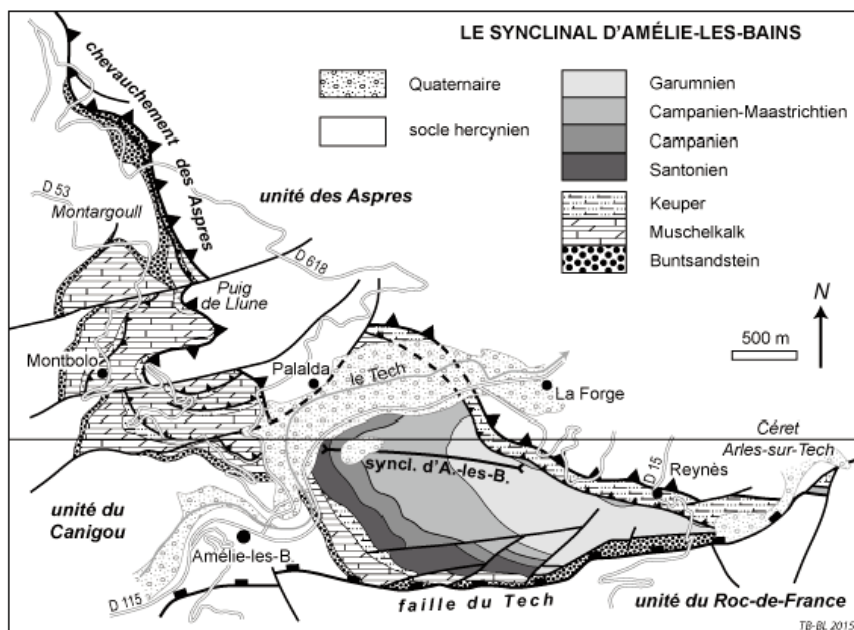 LE SYNCLINAL D'AMÉLIE-LES-BAINS
Quaternaire
socle hercynien
Garumnien
Campanien-Maastrichtien
Campanien
Santonien
Keuper
Muschelkalk
Buntsandstein
chevauchement
des Aspres
unité des Aspres
D 53
Montargoull
D 618
Puig
de Llune
N
500 m
Montbolo
Palalda
le Tech
La Forge
Céret
Arles-sur-Tech
D 15
Reynès
syncl. d'A.-les-B.
unité du
Canigou
Amélie-les-B.
D 115
faille du Tech
unité du Roc-de-France
TB-BL 2015